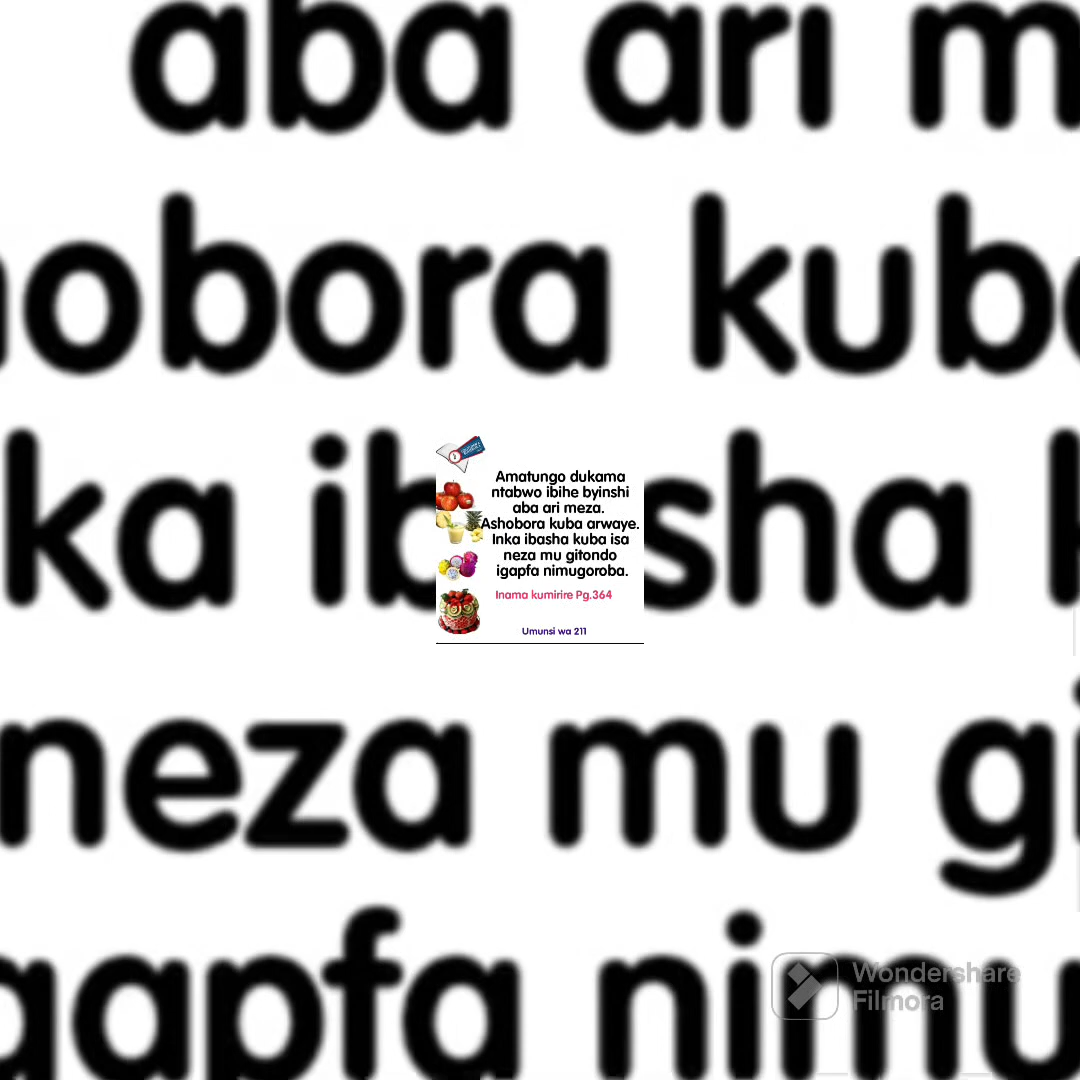 aba ari m
obora kuba
ka ib sha k
neza mu gi
gapfa nimu
Amatungo dukama
ntabwo ibihe byinshi
aba ari meza.
Ashobora kuba arwaye.
Inka ibasha kuba isa
neza mu gitondo
igapfa nimugoroba.
Inama kumirire Pg.364
Umunsi wa 211
Wondershare
Filmora